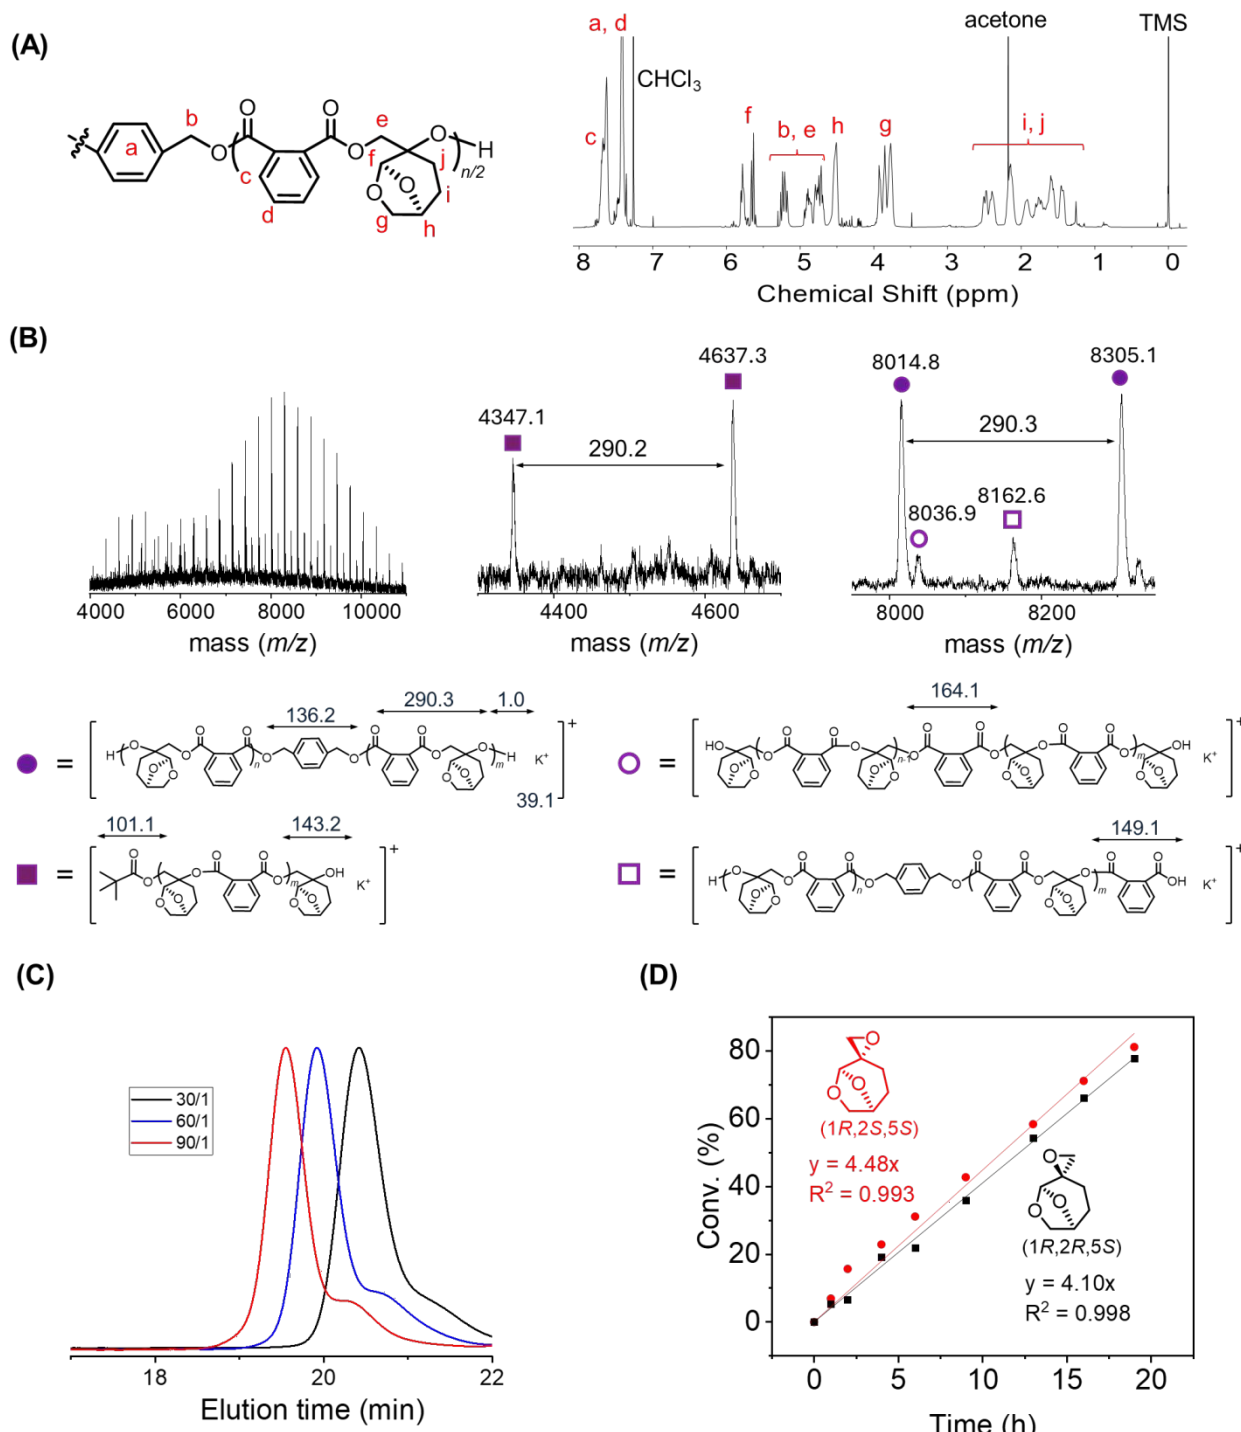 (A)
a, d
acetone
TMS
CHCl3
b
O
O
e
a
O
O
O
H
f
j
n/2
c
O
O
i
d
g
h
c
f
b, e
h
g
i, j
8 7 6 5 4 3 2 1 0
Chemical Shift (ppm)
(B)
4637.3
8014.8
8305.1
4347.1
290.2
290.3
8162.6
8036.9
4000 6000 8000 10000
4400 4600
8000 8200
mass (m/z)
mass (m/z)
mass (m/z)
136.2
290.3
1.0
164.1
=
H
n
m
H
K+
+
39.1
=
HO
n-1
m
OH
K+
+
101.1
143.2
149.1
=
O
O
m
OH
K+
+
=
H
n
m
OH
K+
+
(C)
(D)
30/1
60/1
90/1
18 20 22
Elution time (min)
80
60
40
20
0
Conv. (%)
(1R,2S,5S)
y = 4.48x
R2 = 0.993
(1R,2R,5S)
y = 4.10x
R2 = 0.998
0 5 10 15 20
Time (h)